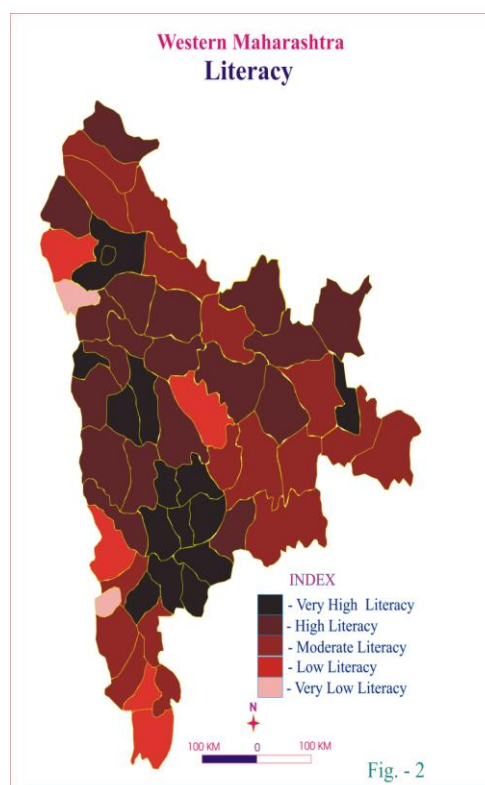 Western Maharashtra
Literacy
INDEX
- Very High Literacy
- High Literacy
- Moderate Literacy
- Low Literacy
- Very Low Literacy
N
100 KM 0 100 KM
Fig. - 2